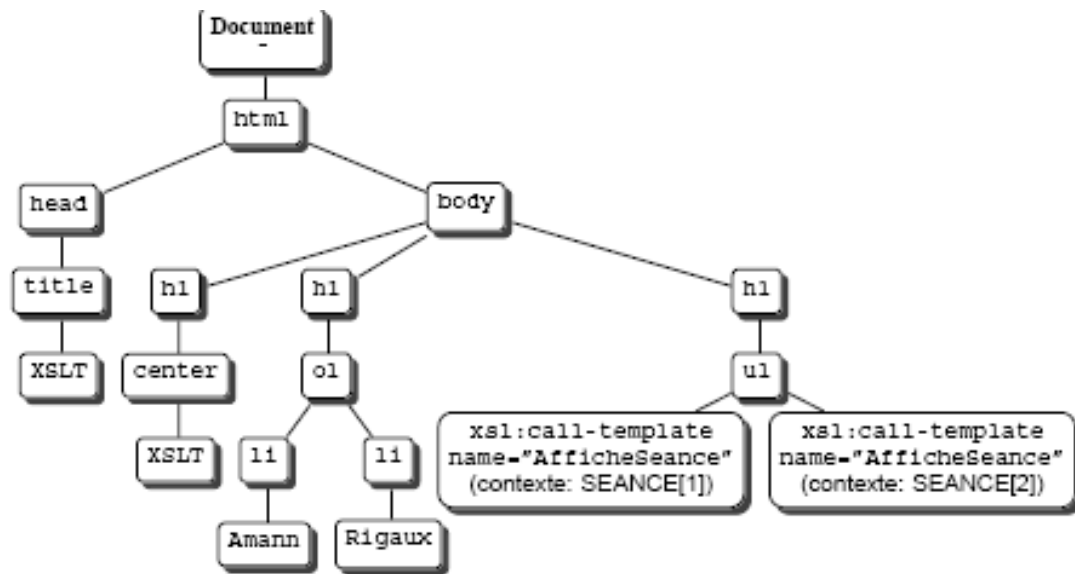 Document
-
html
head
body
title
h1
h1
h1
XSLT
center
ol
ul
XSLT
li
li
xsl:call-template
name="AfficheSeance"
(contexte: SEANCE[1])
xsl:call-template
name="AfficheSeance"
(contexte: SEANCE[2])
Amann
Rigaux